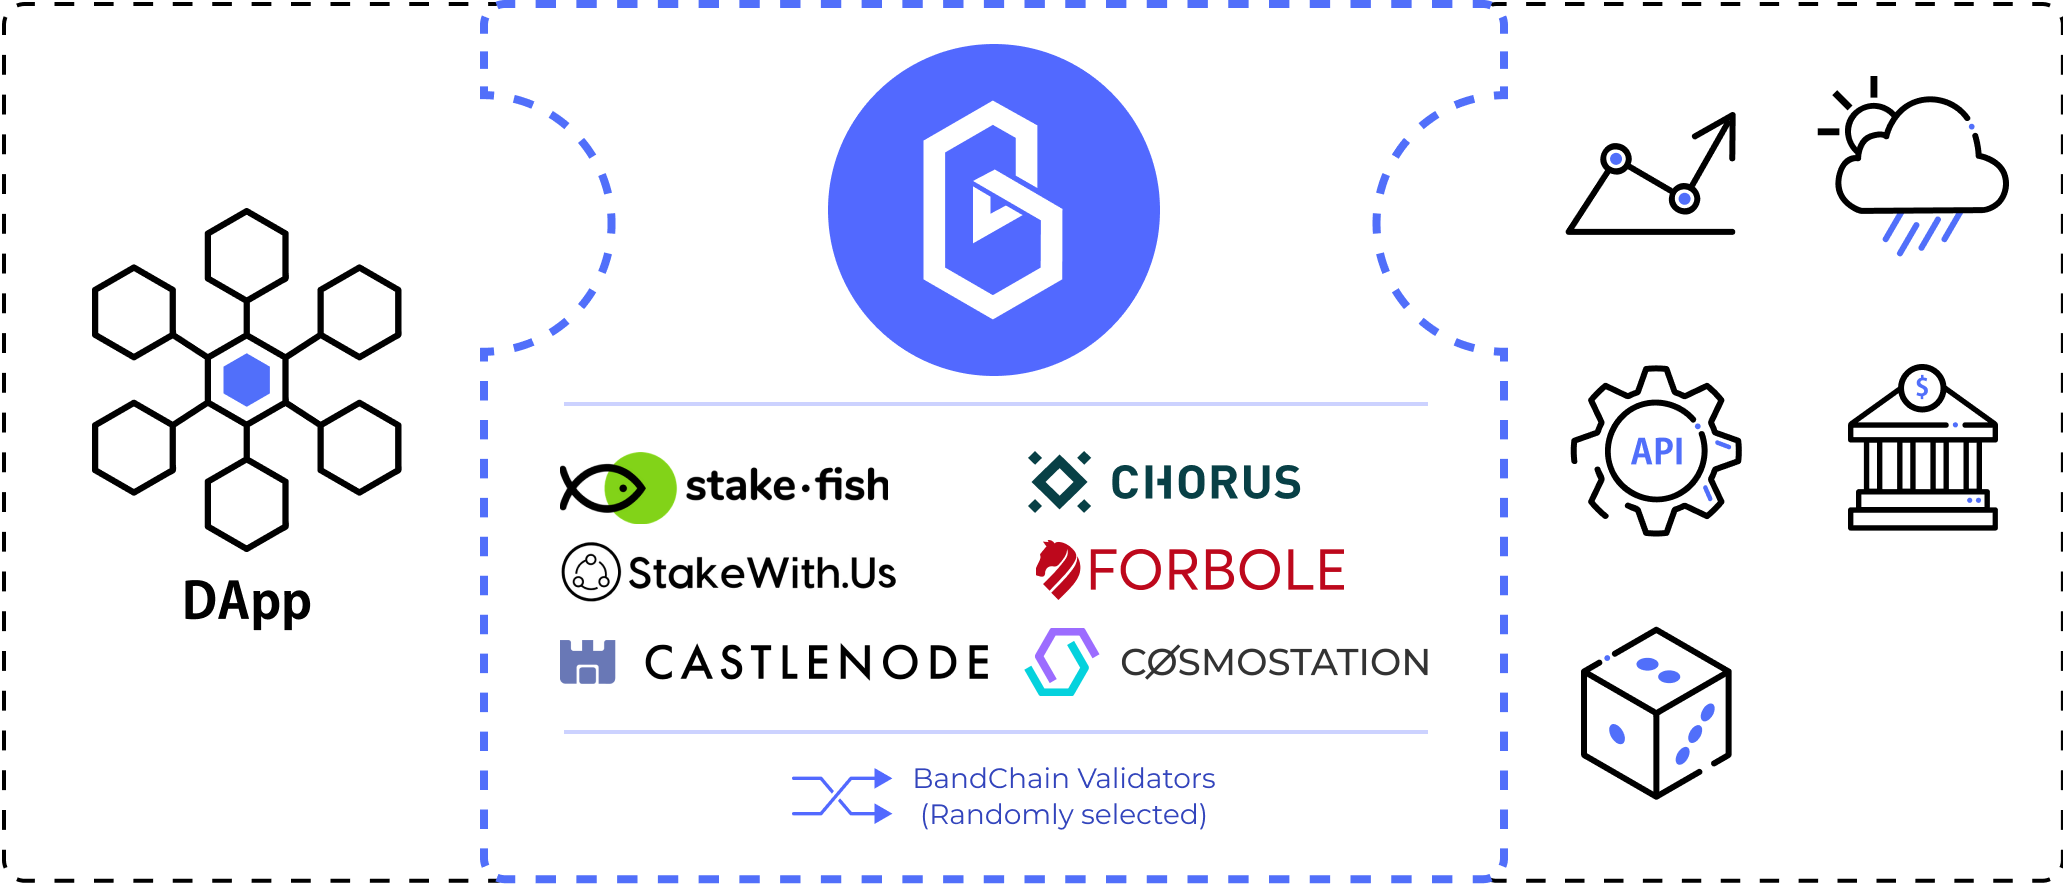 DApp
stake·fish
CHORUS
StakeWith.Us
FORBOLE
CASTLENODE
CØSMOSTATION
BandChain Validators
(Randomly selected)
$
API